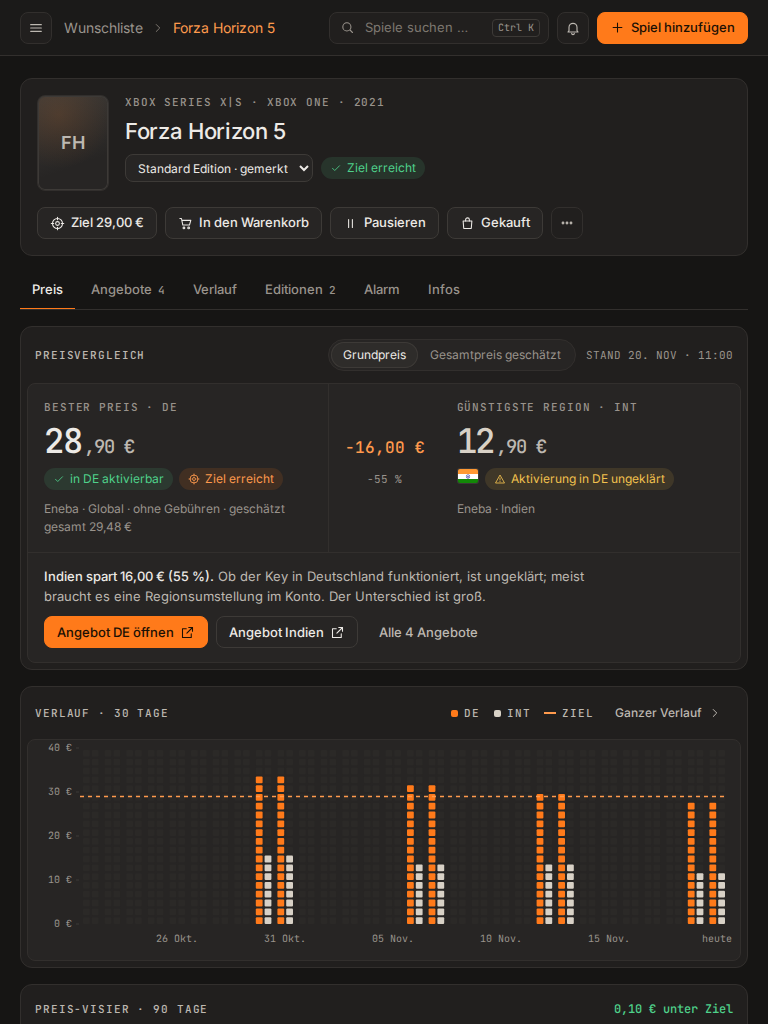 Wunschliste
Forza Horizon 5
Spiele suchen ...
Ctrl K
Spiel hinzufügen
FH
XBOX SERIES X|S · XBOX ONE · 2021
Forza Horizon 5
Standard Edition · gemerkt
Ziel erreicht
Ziel 29,00 €
In den Warenkorb
Pausieren
Gekauft
Preis
Angebote 4
Verlauf
Editionen 2
Alarm
Infos
PREISVERGLEICH
Grundpreis
Gesamtpreis geschätzt
STAND 20. NOV · 11:00
BESTER PREIS · DE
28,90 €
in DE aktivierbar
Ziel erreicht
Eneba · Global · ohne Gebühren · geschätzt
gesamt 29,48 €
-16,00 €
-55 %
GÜNSTIGSTE REGION · INT
12,90 €
Aktivierung in DE ungeklärt
Eneba · Indien
Indien spart 16,00 € (55 %). Ob der Key in Deutschland funktioniert, ist ungeklärt; meist
braucht es eine Regionsumstellung im Konto. Der Unterschied ist groß.
Angebot DE öffnen
Angebot Indien
Alle 4 Angebote
VERLAUF · 30 TAGE
DE
INT
ZIEL
Ganzer Verlauf
40 €
30 €
20 €
10 €
0 €
26 Okt.
31 Okt.
05 Nov.
10 Nov.
15 Nov.
heute
PREIS-VISIER · 90 TAGE
0,10 € unter Ziel